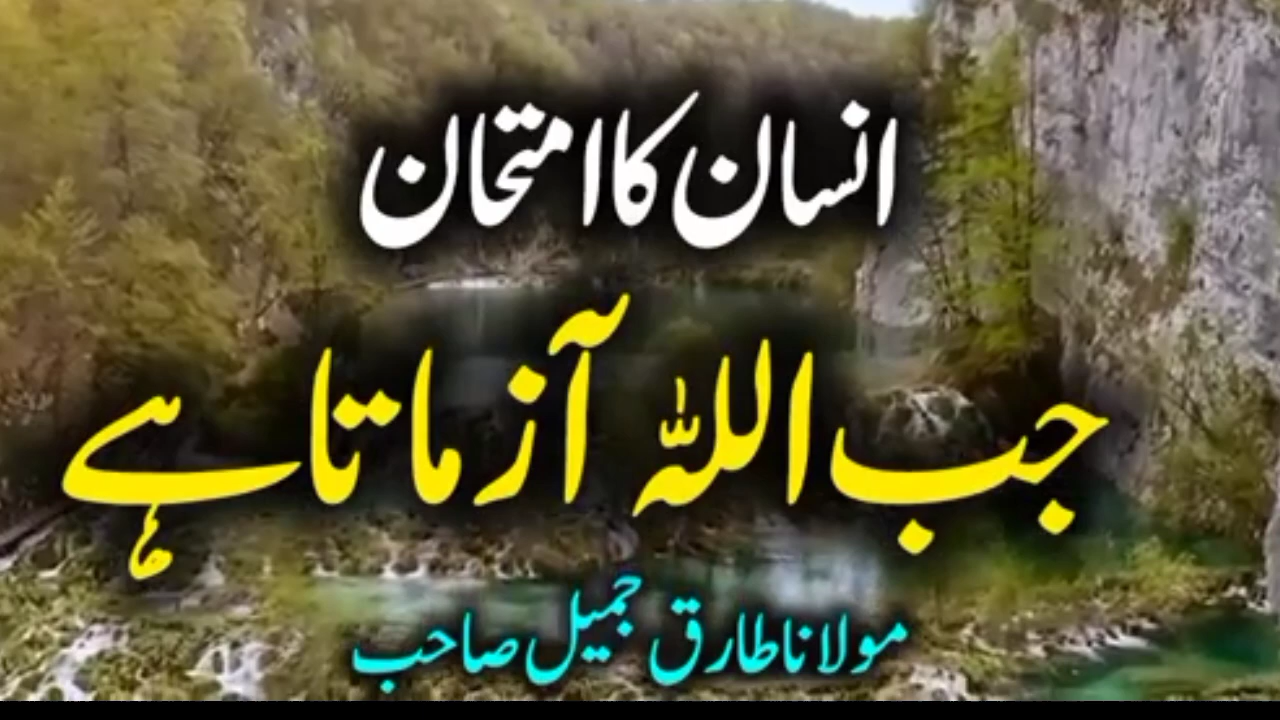 انسان کا امتحان
جب اللہ آزماتا ہے
مولانا طارق جمیل صاحب